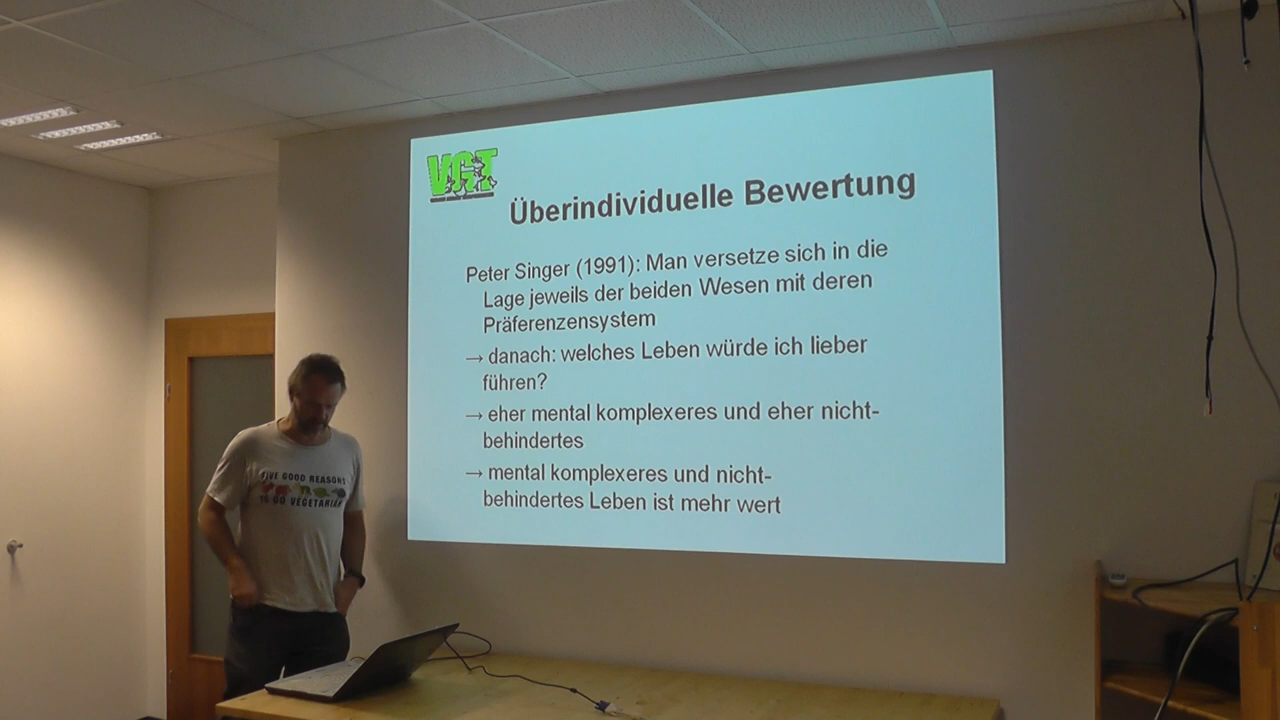 VGT
Überindividuelle Bewertung
Peter Singer (1991): Man versetze sich in die
Lage jeweils der beiden Wesen mit deren
Präferenzensystem
→ danach: welches Leben würde ich lieber
führen?
→ eher mental komplexeres und eher nicht-
behindertes
→ mental komplexeres und nicht-
behindertes Leben ist mehr wert
FIVE GOOD REASONS
TO GO VEGETARIAN